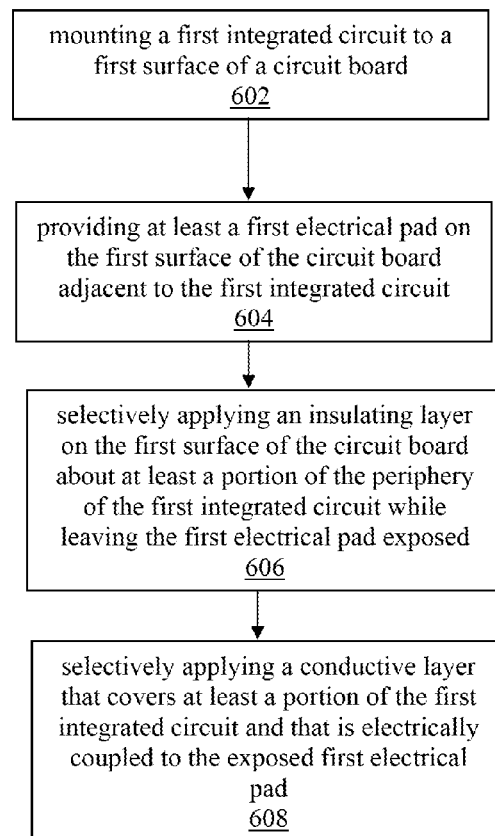 mounting a first integrated circuit to a
first surface of a circuit board
602
providing at least a first electrical pad on
the first surface of the circuit board
adjacent to the first integrated circuit
604
selectively applying an insulating layer
on the first surface of the circuit board
about at least a portion of the periphery
of the first integrated circuit while
leaving the first electrical pad exposed
606
selectively applying a conductive layer
that covers at least a portion of the first
integrated circuit and that is electrically
coupled to the exposed first electrical
pad
608